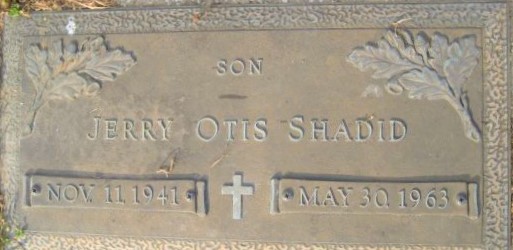 SON
JERRY OTIS SHADID
NOV. 11, 1941 MAY 30, 1963